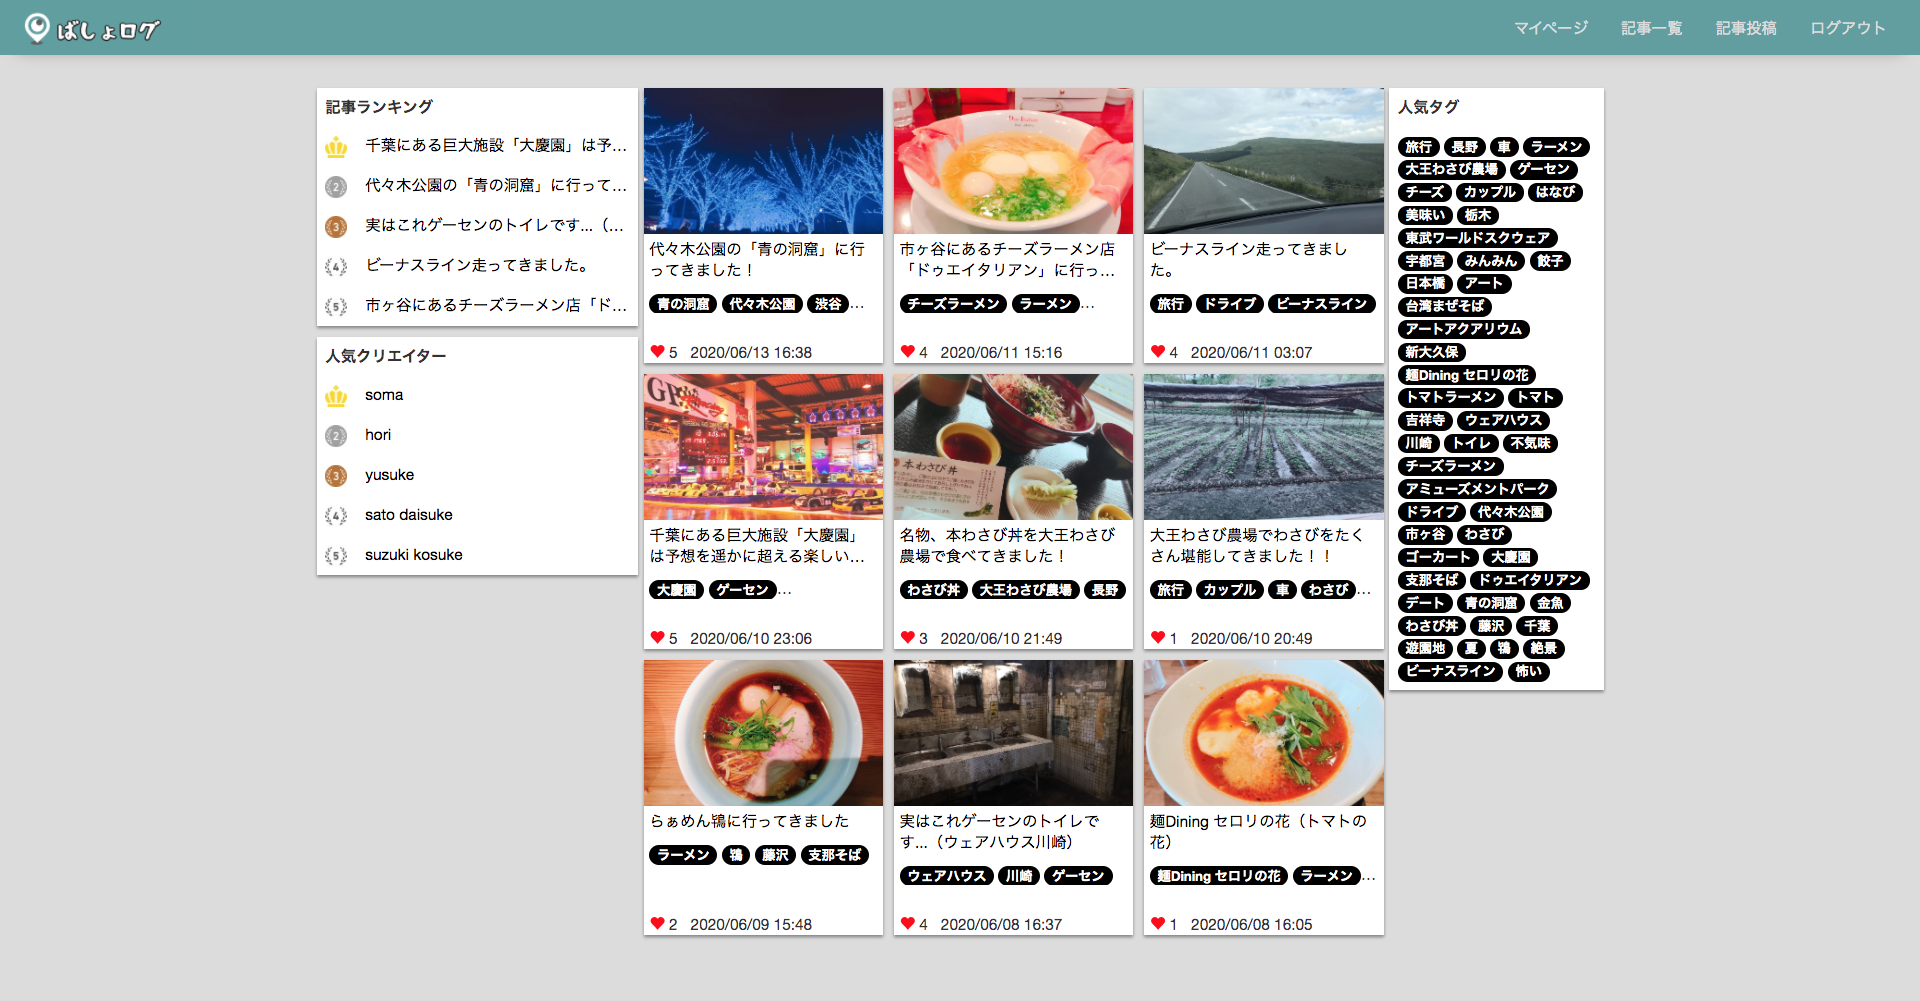 ばしょログ
マイページ 記事一覧 記事投稿 ログアウト
記事ランキング
千葉にある巨大施設「大慶園」は予…
2 代々木公園の「青の洞窟」に行って…
3 実はこれゲーセンのトイレです...（…
4 ビーナスライン走ってきました。
5 市ヶ谷にあるチーズラーメン店「ド…
人気クリエイター
soma
2 hori
3 yusuke
4 sato daisuke
5 suzuki kosuke
代々木公園の「青の洞窟」に行
ってきました！
青の洞窟 代々木公園 渋谷…
5 2020/06/13 16:38
市ヶ谷にあるチーズラーメン店
「ドゥエイタリアン」に行っ…
チーズラーメン ラーメン…
4 2020/06/11 15:16
ビーナスライン走ってきまし
た。
旅行 ドライブ ビーナスライン
4 2020/06/11 03:07
千葉にある巨大施設「大慶園」
は予想を遥かに超える楽しい…
大慶園 ゲーセン…
5 2020/06/10 23:06
本わさび丼
名物、本わさび丼を大王わさび
農場で食べてきました！
わさび丼 大王わさび農場 長野
3 2020/06/10 21:49
大王わさび農場でわさびをたく
さん堪能してきました！！
旅行 カップル 車 わさび…
1 2020/06/10 20:49
らぁめん鴇に行ってきました
ラーメン 鴇 藤沢 支那そば
2 2020/06/09 15:48
実はこれゲーセンのトイレで
す...（ウェアハウス川崎）
ウェアハウス 川崎 ゲーセン
4 2020/06/08 16:37
麺Dining セロリの花（トマトの
花）
麺Dining セロリの花 ラーメン…
1 2020/06/08 16:05
人気タグ
旅行 長野 車 ラーメン
大王わさび農場 ゲーセン
チーズ カップル はなび
美味い 栃木
東武ワールドスクウェア
宇都宮 みんみん 餃子
日本橋 アート
台湾まぜそば
アートアクアリウム
新大久保
麺Dining セロリの花
トマトラーメン トマト
吉祥寺 ウェアハウス
川崎 トイレ 不気味
チーズラーメン
アミューズメントパーク
ドライブ 代々木公園
市ヶ谷 わさび
ゴーカート 大慶園
支那そば ドゥエイタリアン
デート 青の洞窟 金魚
わさび丼 藤沢 千葉
遊園地 夏 鴇 絶景
ビーナスライン 怖い